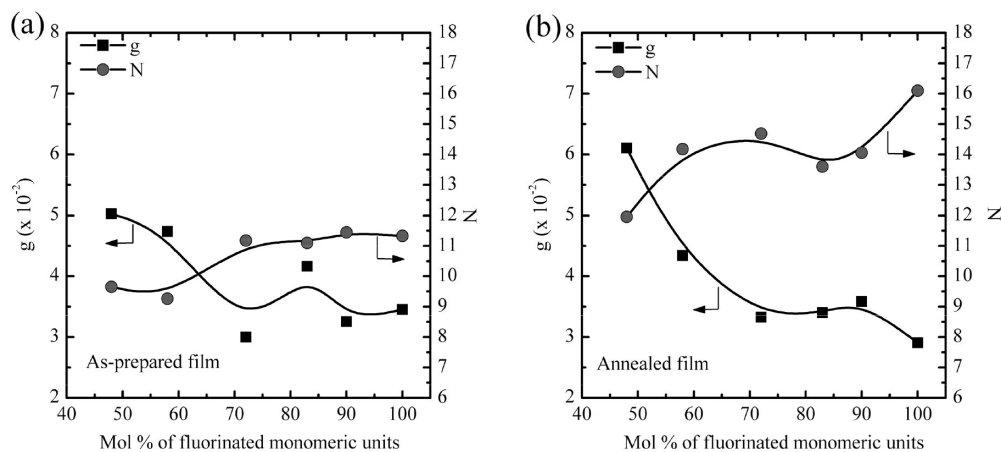 (a)
g
N
As-prepared film
8
7
6
5
4
3
2
g (x 10⁻²)
18
17
16
15
14
13
12
11
10
9
8
7
6
N
40 50 60 70 80 90 100
Mol % of fluorinated monomeric units
(b)
g
N
Annealed film
8
7
6
5
4
3
2
g (x 10⁻²)
18
17
16
15
14
13
12
11
10
9
8
7
6
N
40 50 60 70 80 90 100
Mol % of fluorinated monomeric units